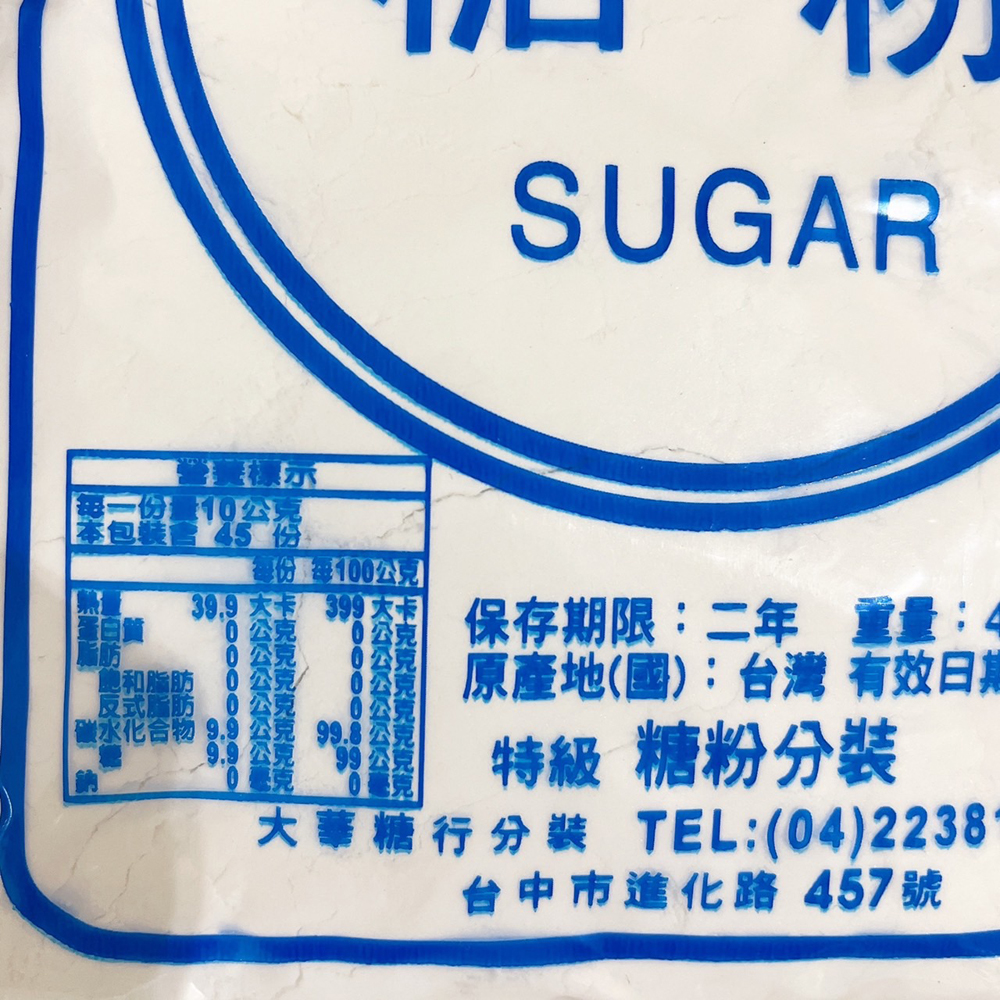 糖粉
SUGAR
營養標示
每一份量10公克
本包裝含 45 份
每份 每100公克
熱量 39.9 大卡 399 大卡
蛋白質 0 公克 0 公克
脂肪 0 公克 0 公克
飽和脂肪 0 公克 0 公克
反式脂肪 0 公克 0 公克
碳水化合物 9.9 公克 99.8 公克
糖 9.9 公克 99 公克
鈉 0 毫克 0 毫克
保存期限：二年 重量：4
原產地(國)：台灣 有效日期
特級 糖粉分裝
大華糖行分裝 TEL:(04)22381
台中市進化路 457號